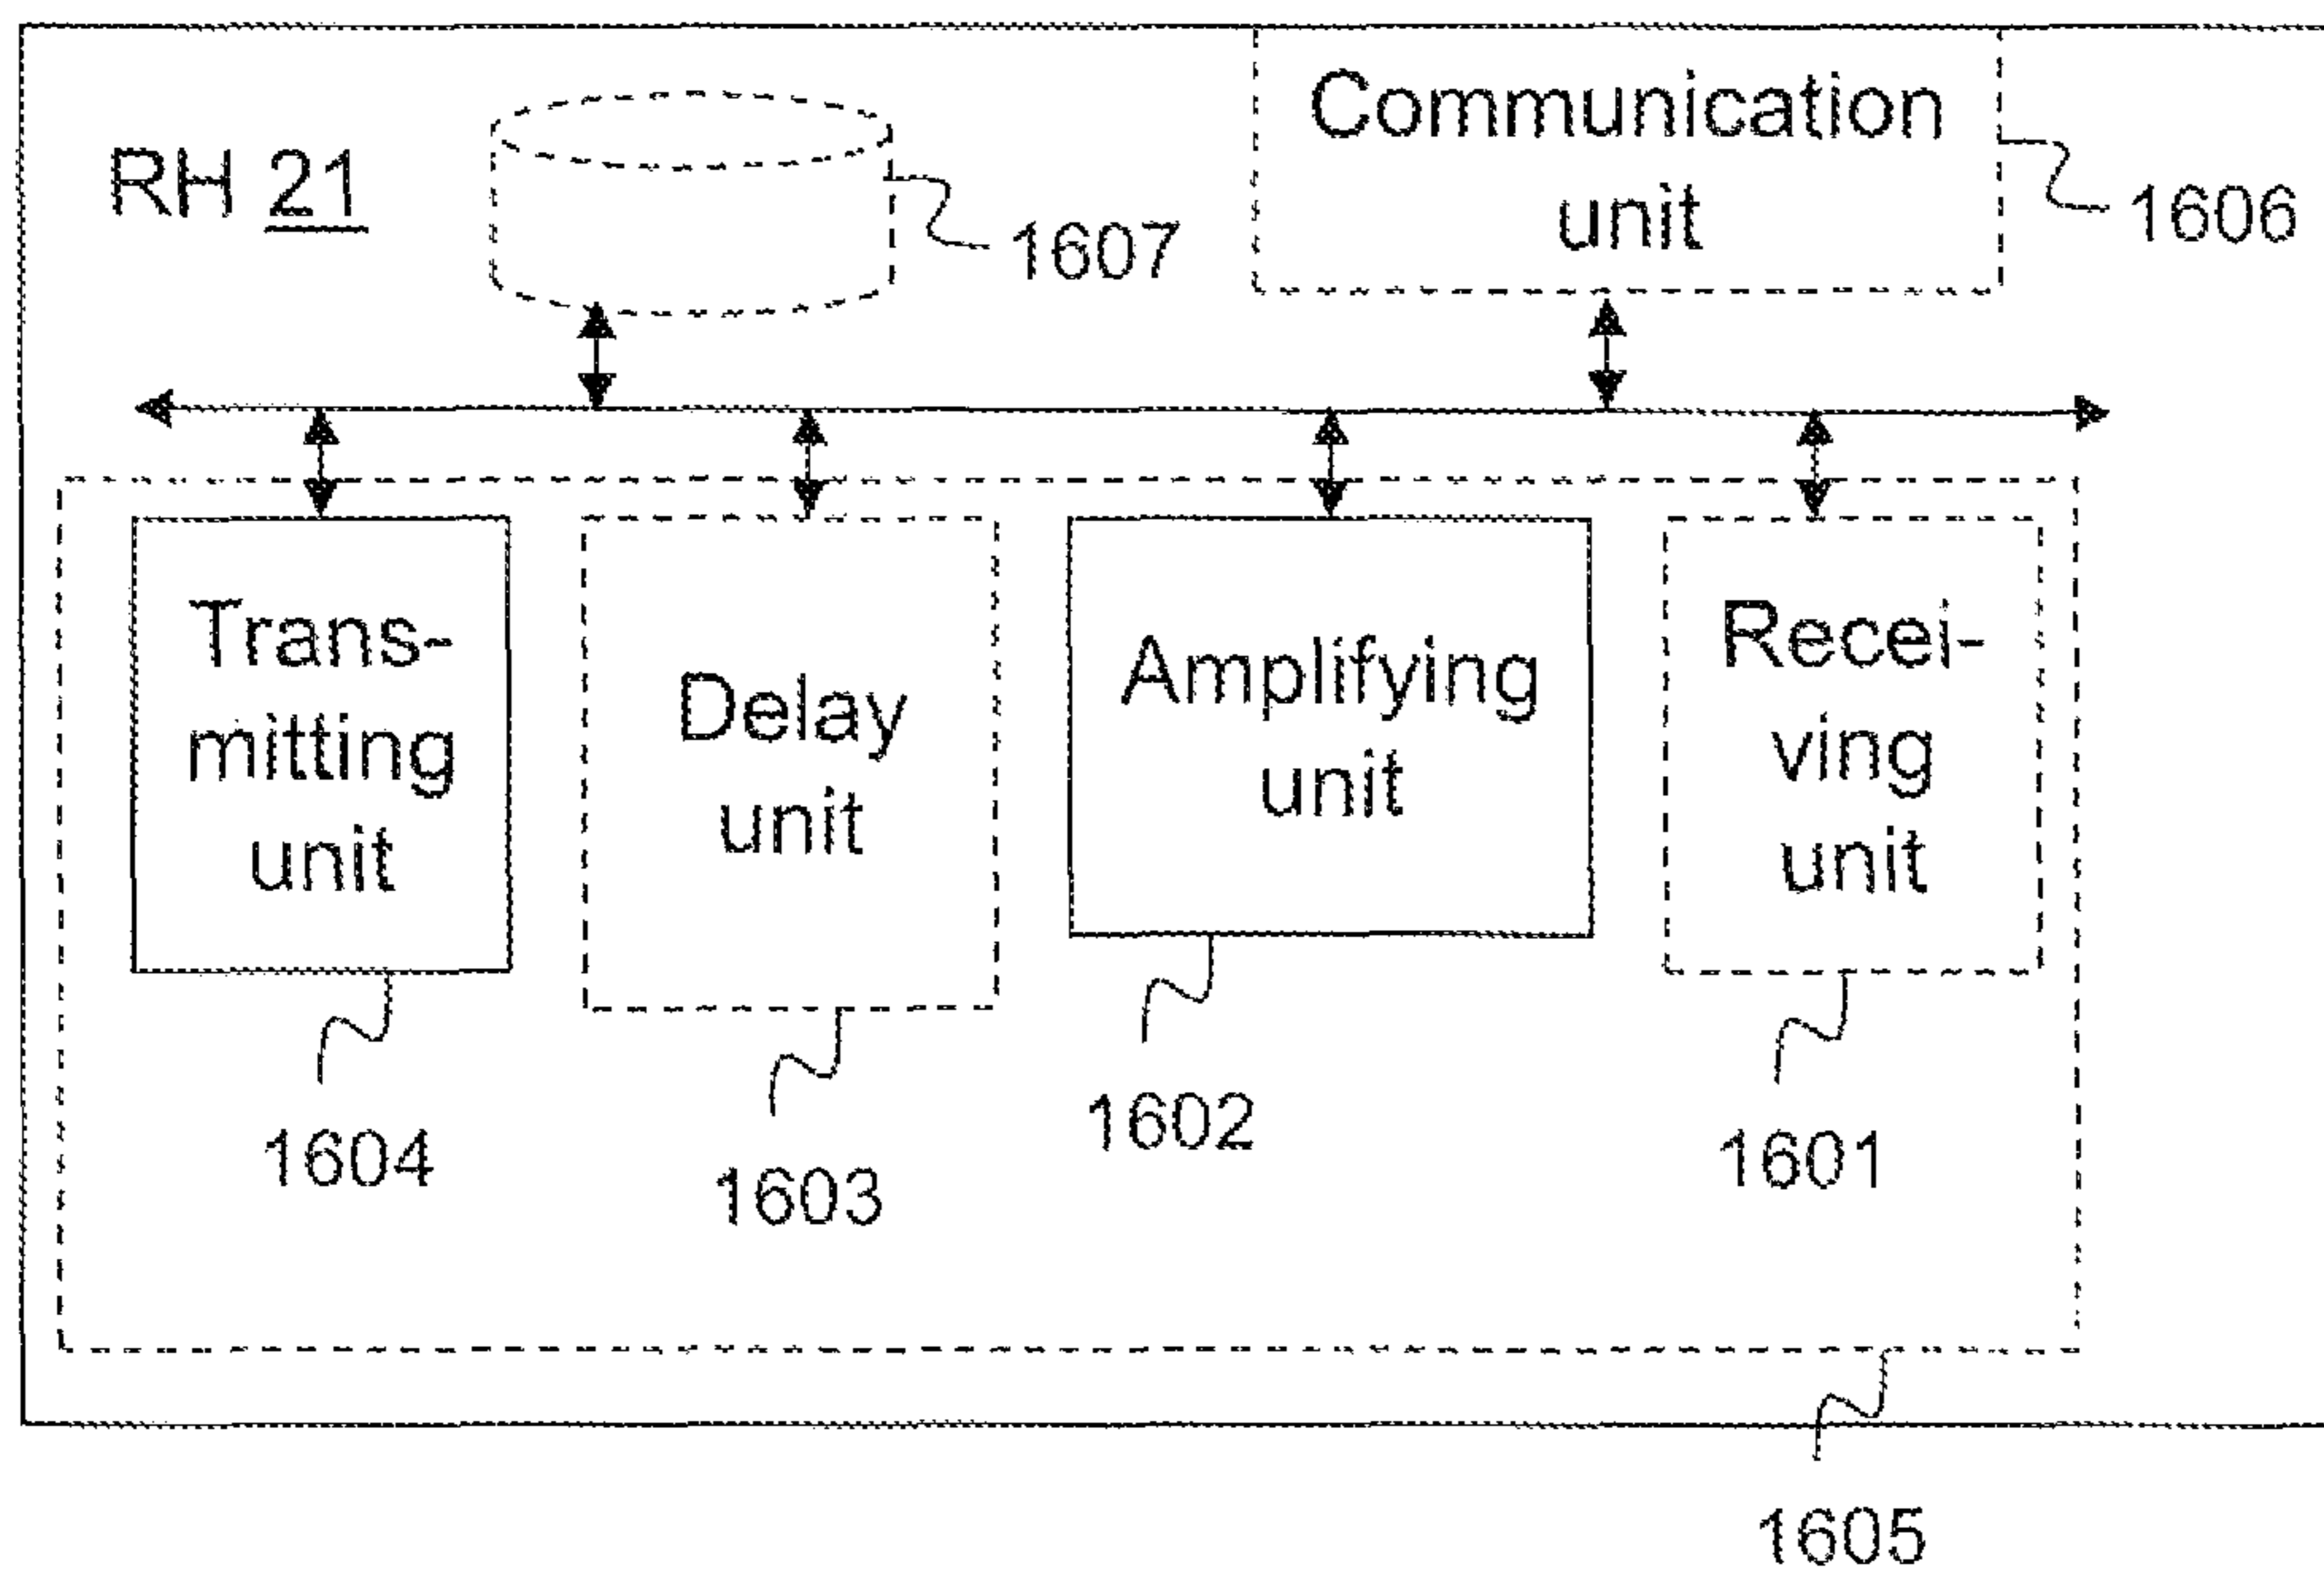 Communication
unit
RH 21
1606
1607
Trans-
mitting
unit
Delay
unit
Amplifying
unit
Recei-
ving
unit
1604
1603
1602
1601
1605